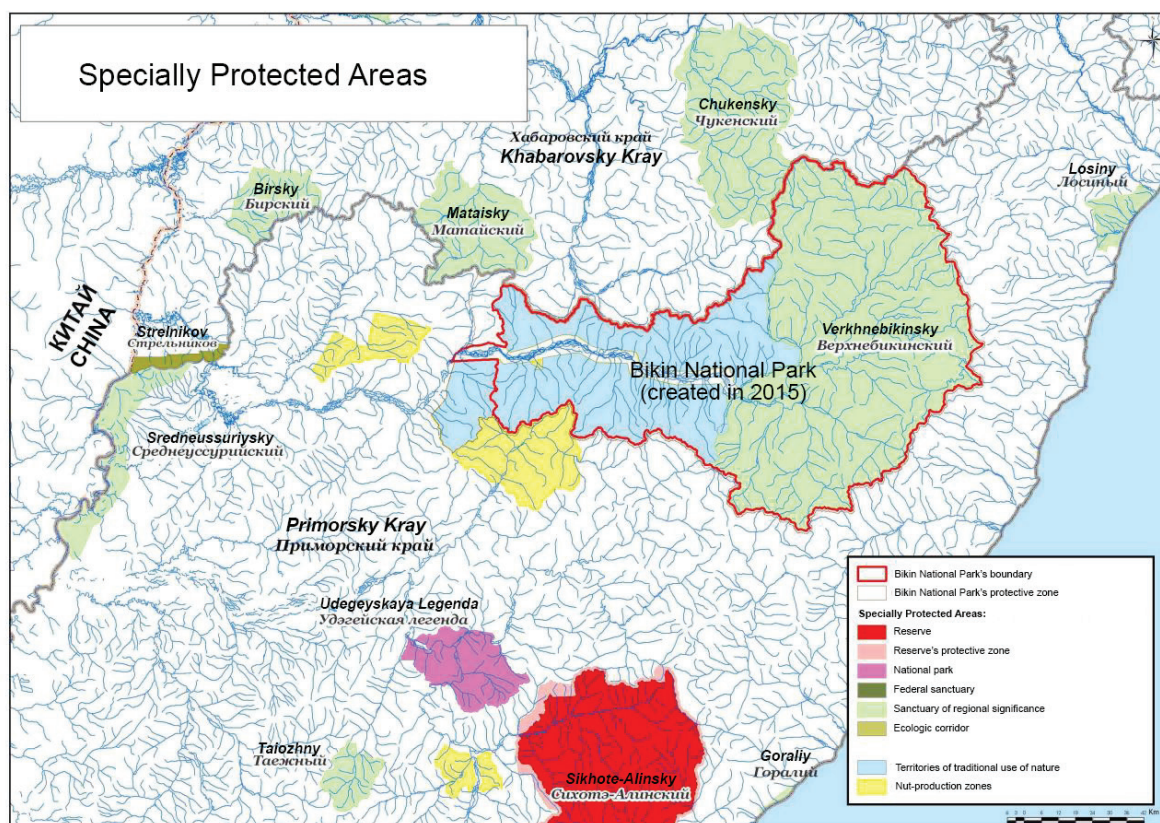 Specially Protected Areas
Chukensky
Чукенский
Хабаровский край
Khabarovsky Kray
Losiny
Лосиный
Birsky
Бирский
Mataisky
Матайский
КИТАЙ
CHINA
Strelnikov
Стрельников
Verkhnebikinsky
Верхнебикинский
Bikin National Park
(created in 2015)
Sredneussuriysky
Среднеуссурийский
Primorsky Kray
Приморский край
Udegeyskaya Legenda
Удэгейская легенда
Taiozhny
Таежный
Sikhote-Alinsky
Сихотэ-Алинский
Goraliy
Горалий
Bikin National Park's boundary
Bikin National Park's protective zone
Specially Protected Areas:
Reserve
Reserve's protective zone
National park
Federal sanctuary
Sanctuary of regional significance
Ecologic corridor
Territories of traditional use of nature
Nut-production zones
Km